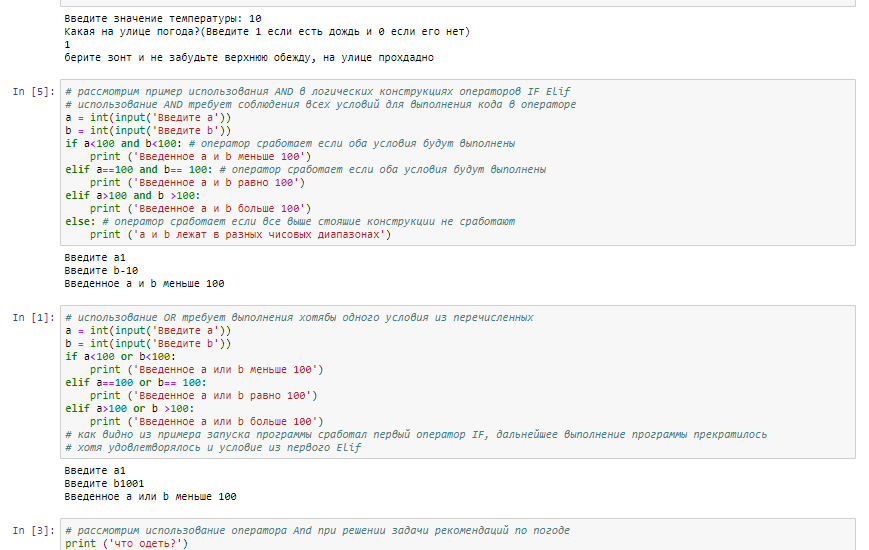 Введите значение температуры: 10
Какая на улице погода?(Введите 1 если есть дождь и 0 если его нет)
1
берите зонт и не забудьте верхнюю обежду, на улице прохдадно
In [5]: # рассмотрим пример использования AND в логических конструкциях операторов IF Elif
# использование AND требует соблюдения всех условий для выполнения кода в операторе
a = int(input('Введите a'))
b = int(input('Введите b'))
if a<100 and b<100: # оператор сработает если оба условия будут выполнены
    print ('Введенное a и b меньше 100')
elif a==100 and b== 100: # оператор сработает если оба условия будут выполнены
    print ('Введенное a и b равно 100')
elif a>100 and b >100:
    print ('Введенное a и b больше 100')
else: # оператор сработает если все выше стояшие конструкции не сработают
    print ('a и b лежат в разных чисовых диапазонах')
Введите a1
Введите b-10
Введенное a и b меньше 100
In [1]: # использование OR требует выполнения хотябы одного условия из перечисленных
a = int(input('Введите a'))
b = int(input('Введите b'))
if a<100 or b<100:
    print ('Введенное a или b меньше 100')
elif a==100 or b== 100:
    print ('Введенное a или b равно 100')
elif a>100 or b >100:
    print ('Введенное a или b больше 100')
# как видно из примера запуска программы сработал первый оператор IF, дальнейшее выполнение программы прекратилось
# хотя удовлетворялось и условие из первого Elif
Введите a1
Введите b1001
Введенное a или b меньше 100
In [3]: # рассмотрим использование оператора And при решении задачи рекомендаций по погоде
print ('что одеть?')